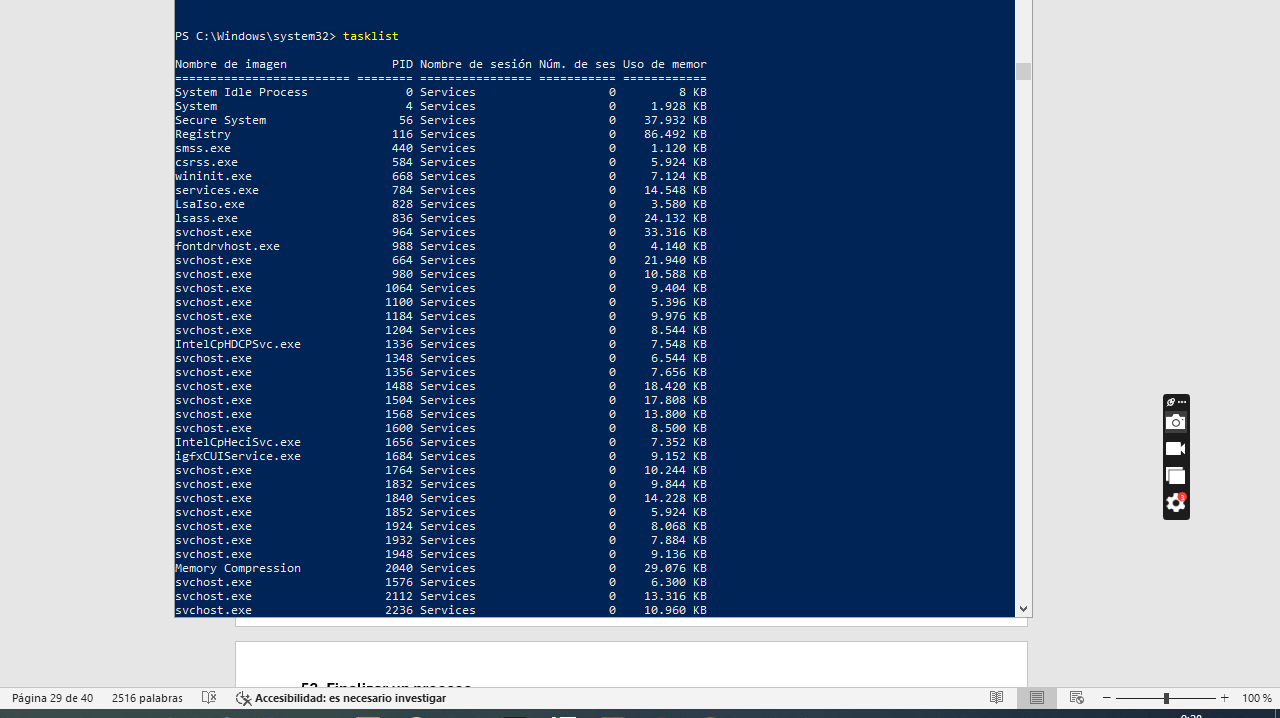 PS C:\Windows\system32> tasklist
Nombre de imagen PID Nombre de sesión Núm. de ses Uso de memor
========================= ======== ================ =========== ============
System Idle Process 0 Services 0 8 KB
System 4 Services 0 1.928 KB
Secure System 56 Services 0 37.932 KB
Registry 116 Services 0 86.492 KB
smss.exe 440 Services 0 1.120 KB
csrss.exe 584 Services 0 5.924 KB
wininit.exe 668 Services 0 7.124 KB
services.exe 784 Services 0 14.548 KB
LsaIso.exe 828 Services 0 3.580 KB
lsass.exe 836 Services 0 24.132 KB
svchost.exe 964 Services 0 33.316 KB
fontdrvhost.exe 988 Services 0 4.140 KB
svchost.exe 664 Services 0 21.940 KB
svchost.exe 980 Services 0 10.588 KB
svchost.exe 1064 Services 0 9.404 KB
svchost.exe 1100 Services 0 5.396 KB
svchost.exe 1184 Services 0 9.976 KB
svchost.exe 1204 Services 0 8.544 KB
IntelCpHDCPSvc.exe 1336 Services 0 7.548 KB
svchost.exe 1348 Services 0 6.544 KB
svchost.exe 1356 Services 0 7.656 KB
svchost.exe 1488 Services 0 18.420 KB
svchost.exe 1504 Services 0 17.808 KB
svchost.exe 1568 Services 0 13.800 KB
svchost.exe 1600 Services 0 8.500 KB
IntelCpHeciSvc.exe 1656 Services 0 7.352 KB
igfxCUIService.exe 1684 Services 0 9.152 KB
svchost.exe 1764 Services 0 10.244 KB
svchost.exe 1832 Services 0 9.844 KB
svchost.exe 1840 Services 0 14.228 KB
svchost.exe 1852 Services 0 5.924 KB
svchost.exe 1924 Services 0 8.068 KB
svchost.exe 1932 Services 0 7.884 KB
svchost.exe 1948 Services 0 9.136 KB
Memory Compression 2040 Services 0 29.076 KB
svchost.exe 1576 Services 0 6.300 KB
svchost.exe 2112 Services 0 13.316 KB
svchost.exe 2236 Services 0 10.960 KB
3
Finalizar un proceso
Página 29 de 40 2516 palabras Accesibilidad: es necesario investigar 100 %